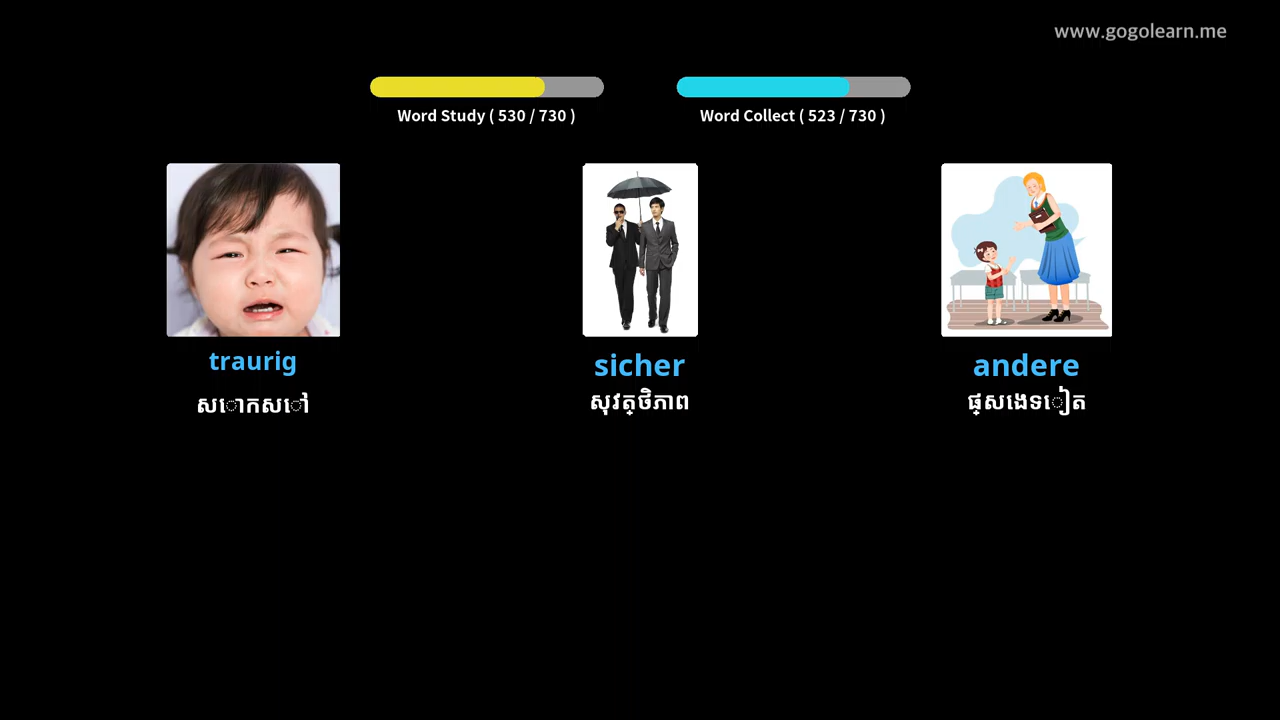 www.gogolearn.me
Word Study ( 530 / 730 )
Word Collect ( 523 / 730 )
traurig
sicher
andere
សោកសៅ
សុវត្ថិភាព
ផ្សេងទៀត